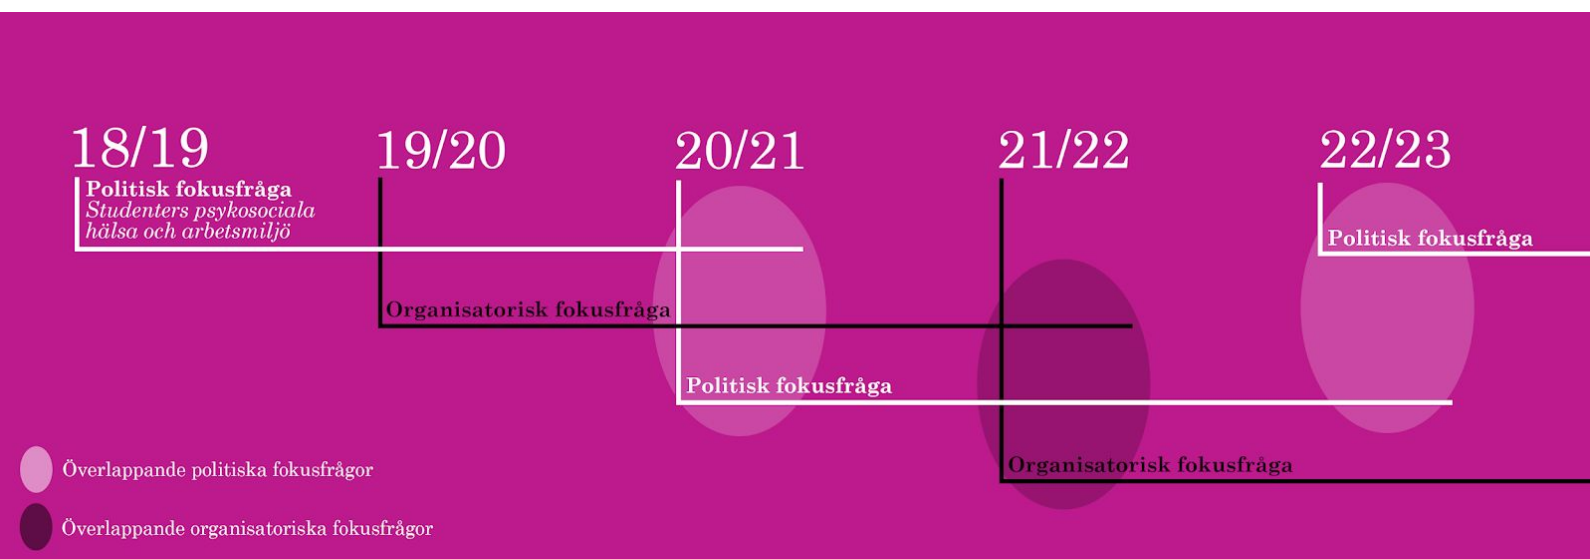 18/19
Politisk fokusfråga
Studenters psykosociala
hälsa och arbetsmiljö
19/20
Organisatorisk fokusfråga
20/21
Politisk fokusfråga
21/22
Organisatorisk fokusfråga
22/23
Politisk fokusfråga
Överlappande politiska fokusfrågor
Överlappande organisatoriska fokusfrågor